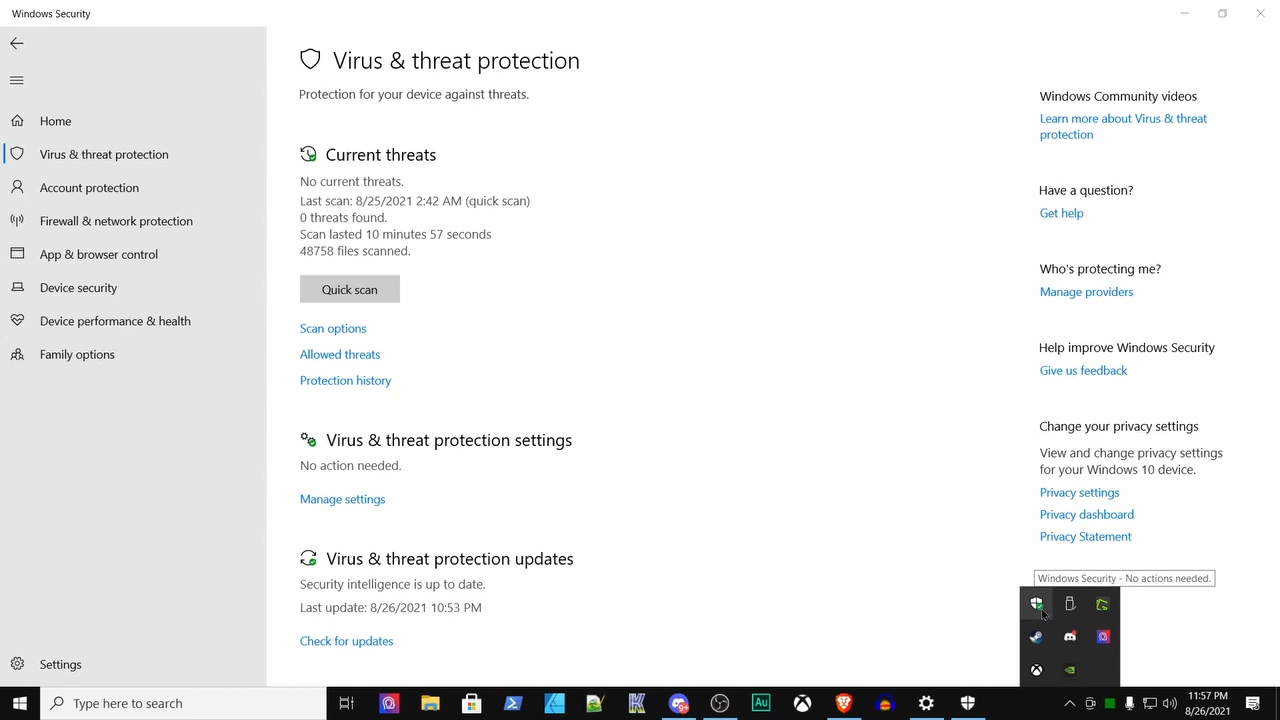 Windows Security
Home
Virus & threat protection
Account protection
Firewall & network protection
App & browser control
Device security
Device performance & health
Family options
Settings
Virus & threat protection
Protection for your device against threats.
Current threats
No current threats.
Last scan: 8/25/2021 2:42 AM (quick scan)
0 threats found.
Scan lasted 10 minutes 57 seconds
48758 files scanned.
Quick scan
Scan options
Allowed threats
Protection history
Virus & threat protection settings
No action needed.
Manage settings
Virus & threat protection updates
Security intelligence is up to date.
Last update: 8/26/2021 10:53 PM
Check for updates
Windows Community videos
Learn more about Virus & threat
protection
Have a question?
Get help
Who's protecting me?
Manage providers
Help improve Windows Security
Give us feedback
Change your privacy settings
View and change privacy settings
for your Windows 10 device.
Privacy settings
Privacy dashboard
Privacy Statement
Windows Security - No actions needed.
Type here to search
Au
11:57 PM
8/26/2021